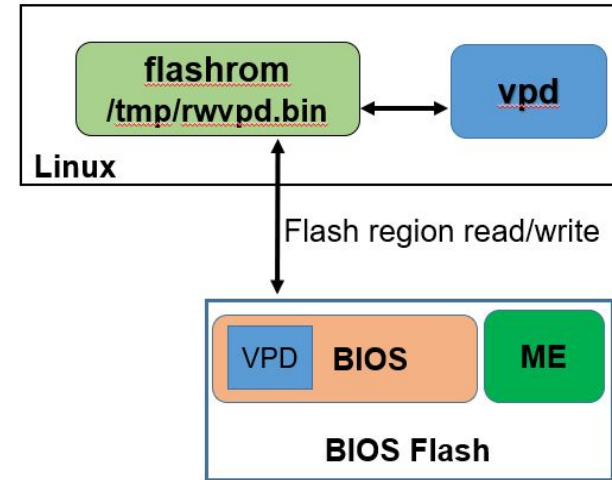 flashrom
/tmp/rwvpd.bin
vpd
Linux
Flash region read/write
VPD
BIOS
ME
BIOS Flash